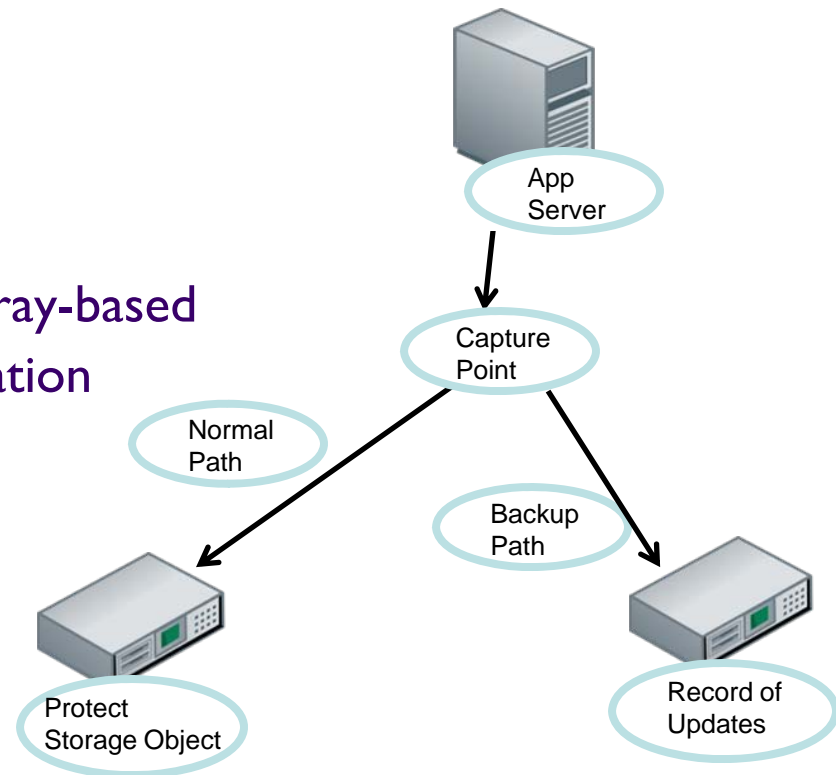 App
Server
ray-based
Capture
Point
ation
Normal
Path
Backup
Path
Protect
Storage Object
Record of
Updates